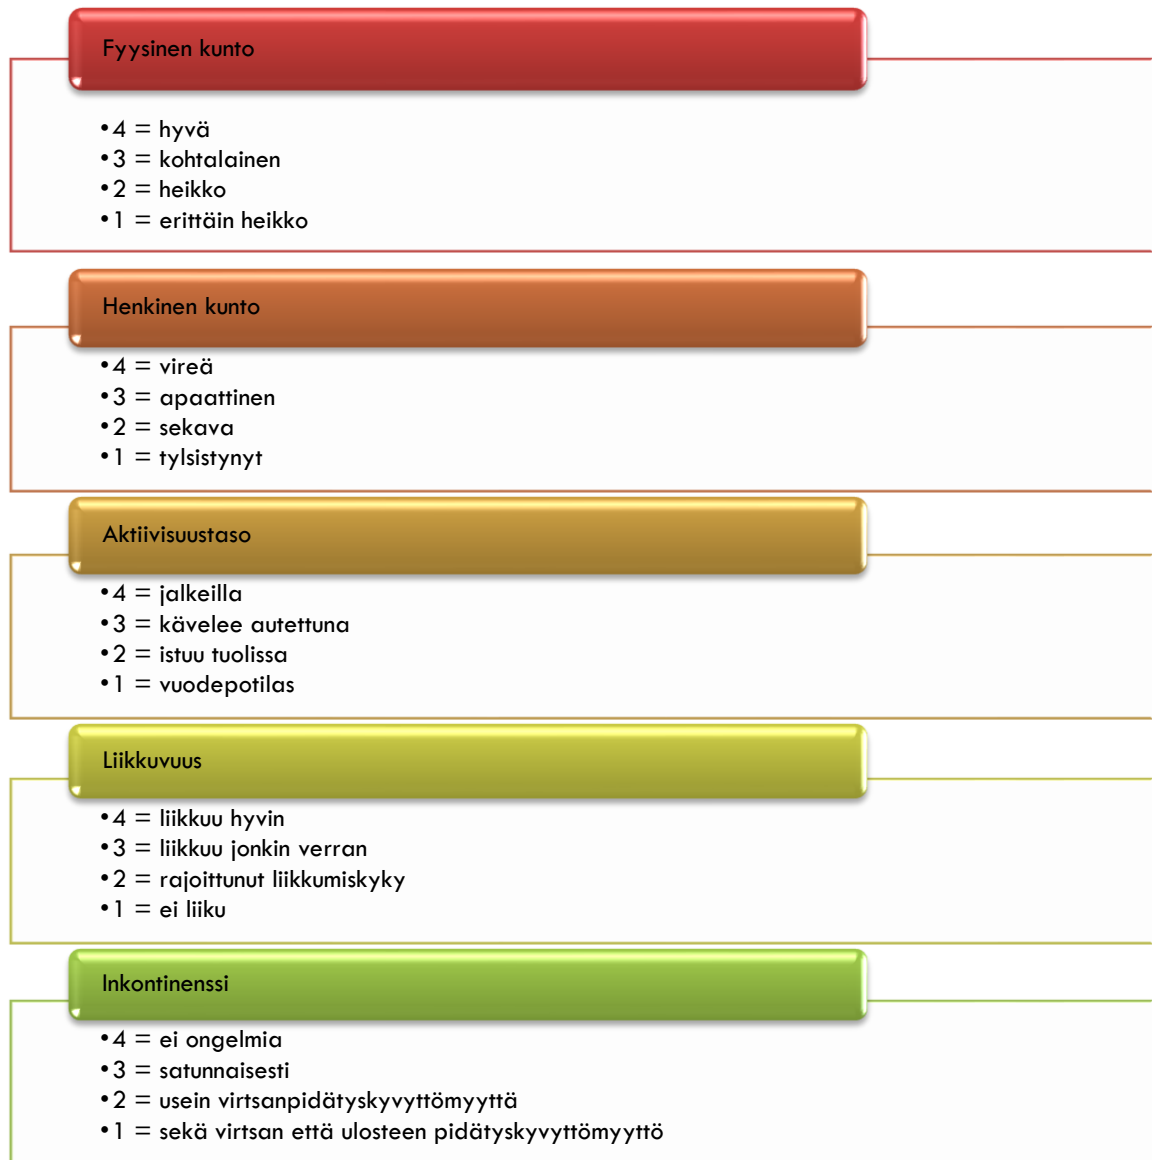 Fyysinen kunto
•4 = hyvä
•3 = kohtalainen
•2 = heikko
•1 = erittäin heikko
Henkinen kunto
•4 = vireä
•3 = apaattinen
•2 = sekava
•1 = tylsistynyt
Aktiivisuustaso
•4 = jalkeilla
•3 = kävelee autettuna
•2 = istuu tuolissa
•1 = vuodepotilas
Liikkuvuus
•4 = liikkuu hyvin
•3 = liikkuu jonkin verran
•2 = rajoittunut liikkumiskyky
•1 = ei liiku
Inkontinenssi
•4 = ei ongelmia
•3 = satunnaisesti
•2 = usein virtsanpidätyskyvyttömyyttä
•1 = sekä virtsan että ulosteen pidätyskyvyttömyyttö